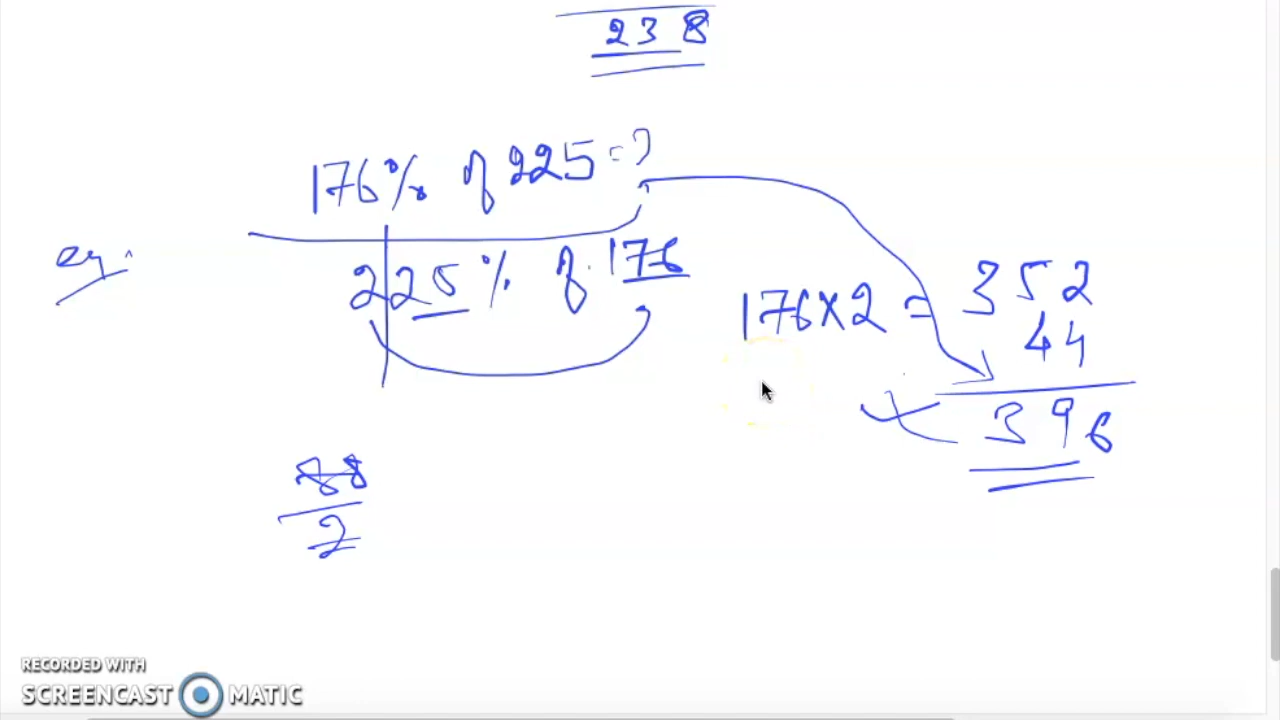 238
176% of 225 = ?
eg:
225% of 176
176×2 = 352
44
396
88
2
RECORDED WITH
SCREENCAST MATIC